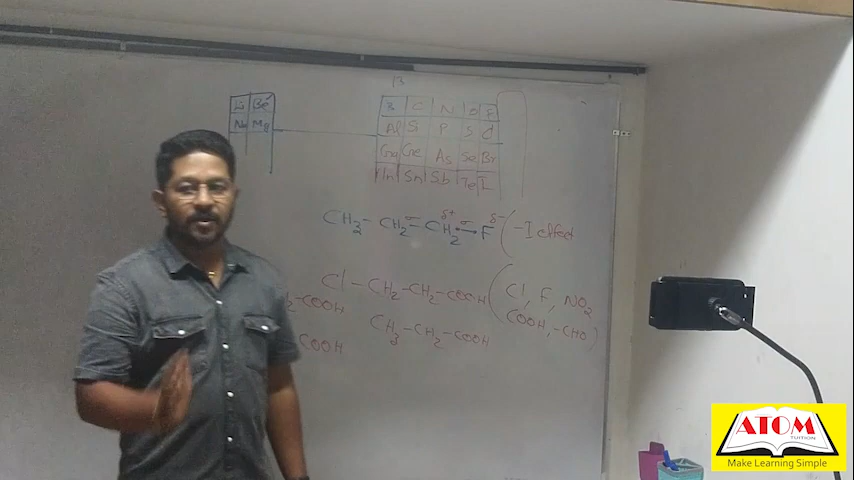 13
Li Be
B C N O F
Na Mg
Al Si P S Cl
Ga Ge As Se Br
In Sn Sb Te I
δ+ δ-
CH3- CH2- CH2 → F (-I effect
Cl - CH2 - CH2 - COOH ( Cl, F, NO2
-COOH
COOH, -CHO )
CH3-CH2-COOH
COOH
ATOM
TUITION
Make Learning Simple